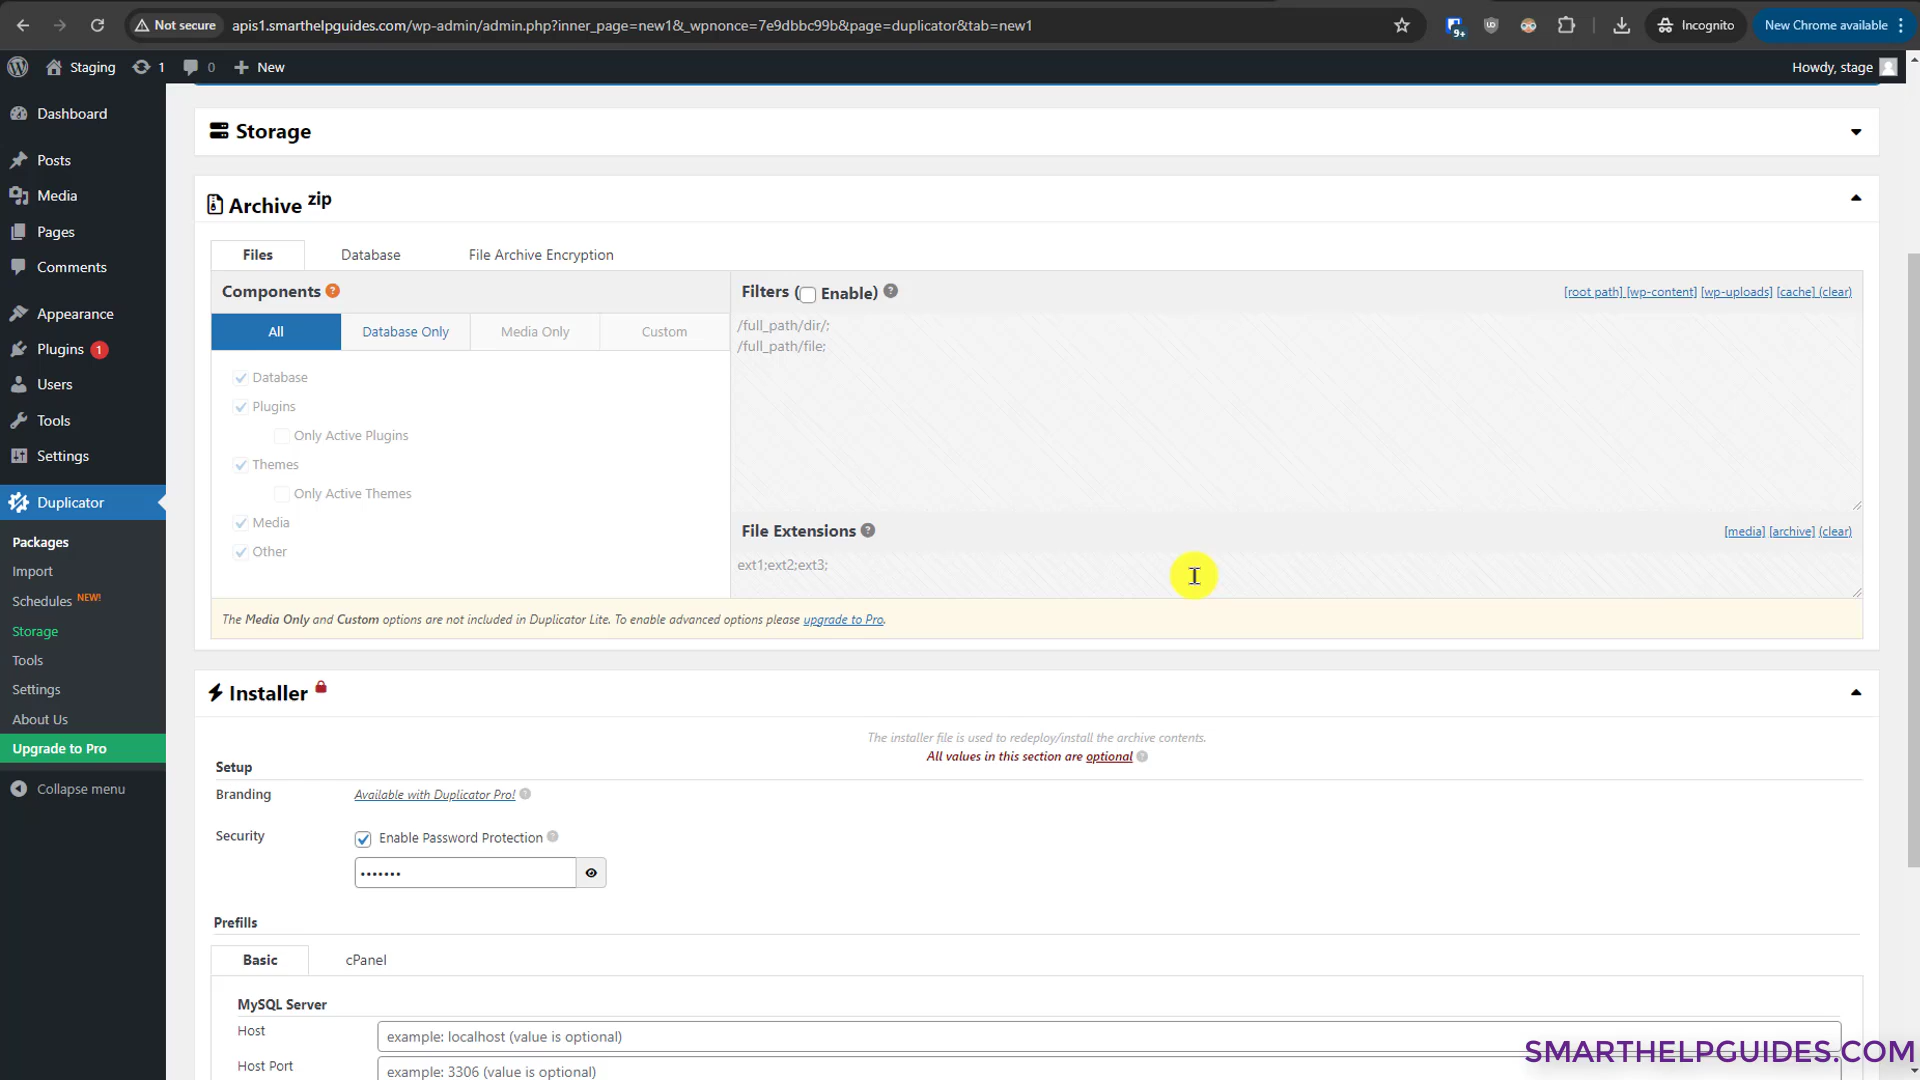 Not secure
apis1.smarthelpguides.com/wp-admin/admin.php?inner_page=new1&_wpnonce=7e9dbbc99b&page=duplicator&tab=new1
9+
Incognito
New Chrome available
Staging
1
0
New
Howdy, stage
Dashboard
Posts
Media
Pages
Comments
Appearance
Plugins 1
Users
Tools
Settings
Duplicator
Packages
Import
Schedules NEW!
Storage
Tools
Settings
About Us
Upgrade to Pro
Collapse menu
Storage
Archive zip
Files
Database
File Archive Encryption
Components ?
All
Database Only
Media Only
Custom
Database
Plugins
Only Active Plugins
Themes
Only Active Themes
Media
Other
Filters ( Enable) ?
[root path] [wp-content] [wp-uploads] [cache] (clear)
/full_path/dir/;
/full_path/file;
File Extensions ?
[media] [archive] (clear)
ext1;ext2;ext3;
The Media Only and Custom options are not included in Duplicator Lite. To enable advanced options please upgrade to Pro.
Installer
The installer file is used to redeploy/install the archive contents.
All values in this section are optional ?
Setup
Branding
Available with Duplicator Pro! ?
Security
Enable Password Protection ?
•••••••
Prefills
Basic
cPanel
MySQL Server
Host
example: localhost (value is optional)
Host Port
example: 3306 (value is optional)
SMARTHELPGUIDES.COM